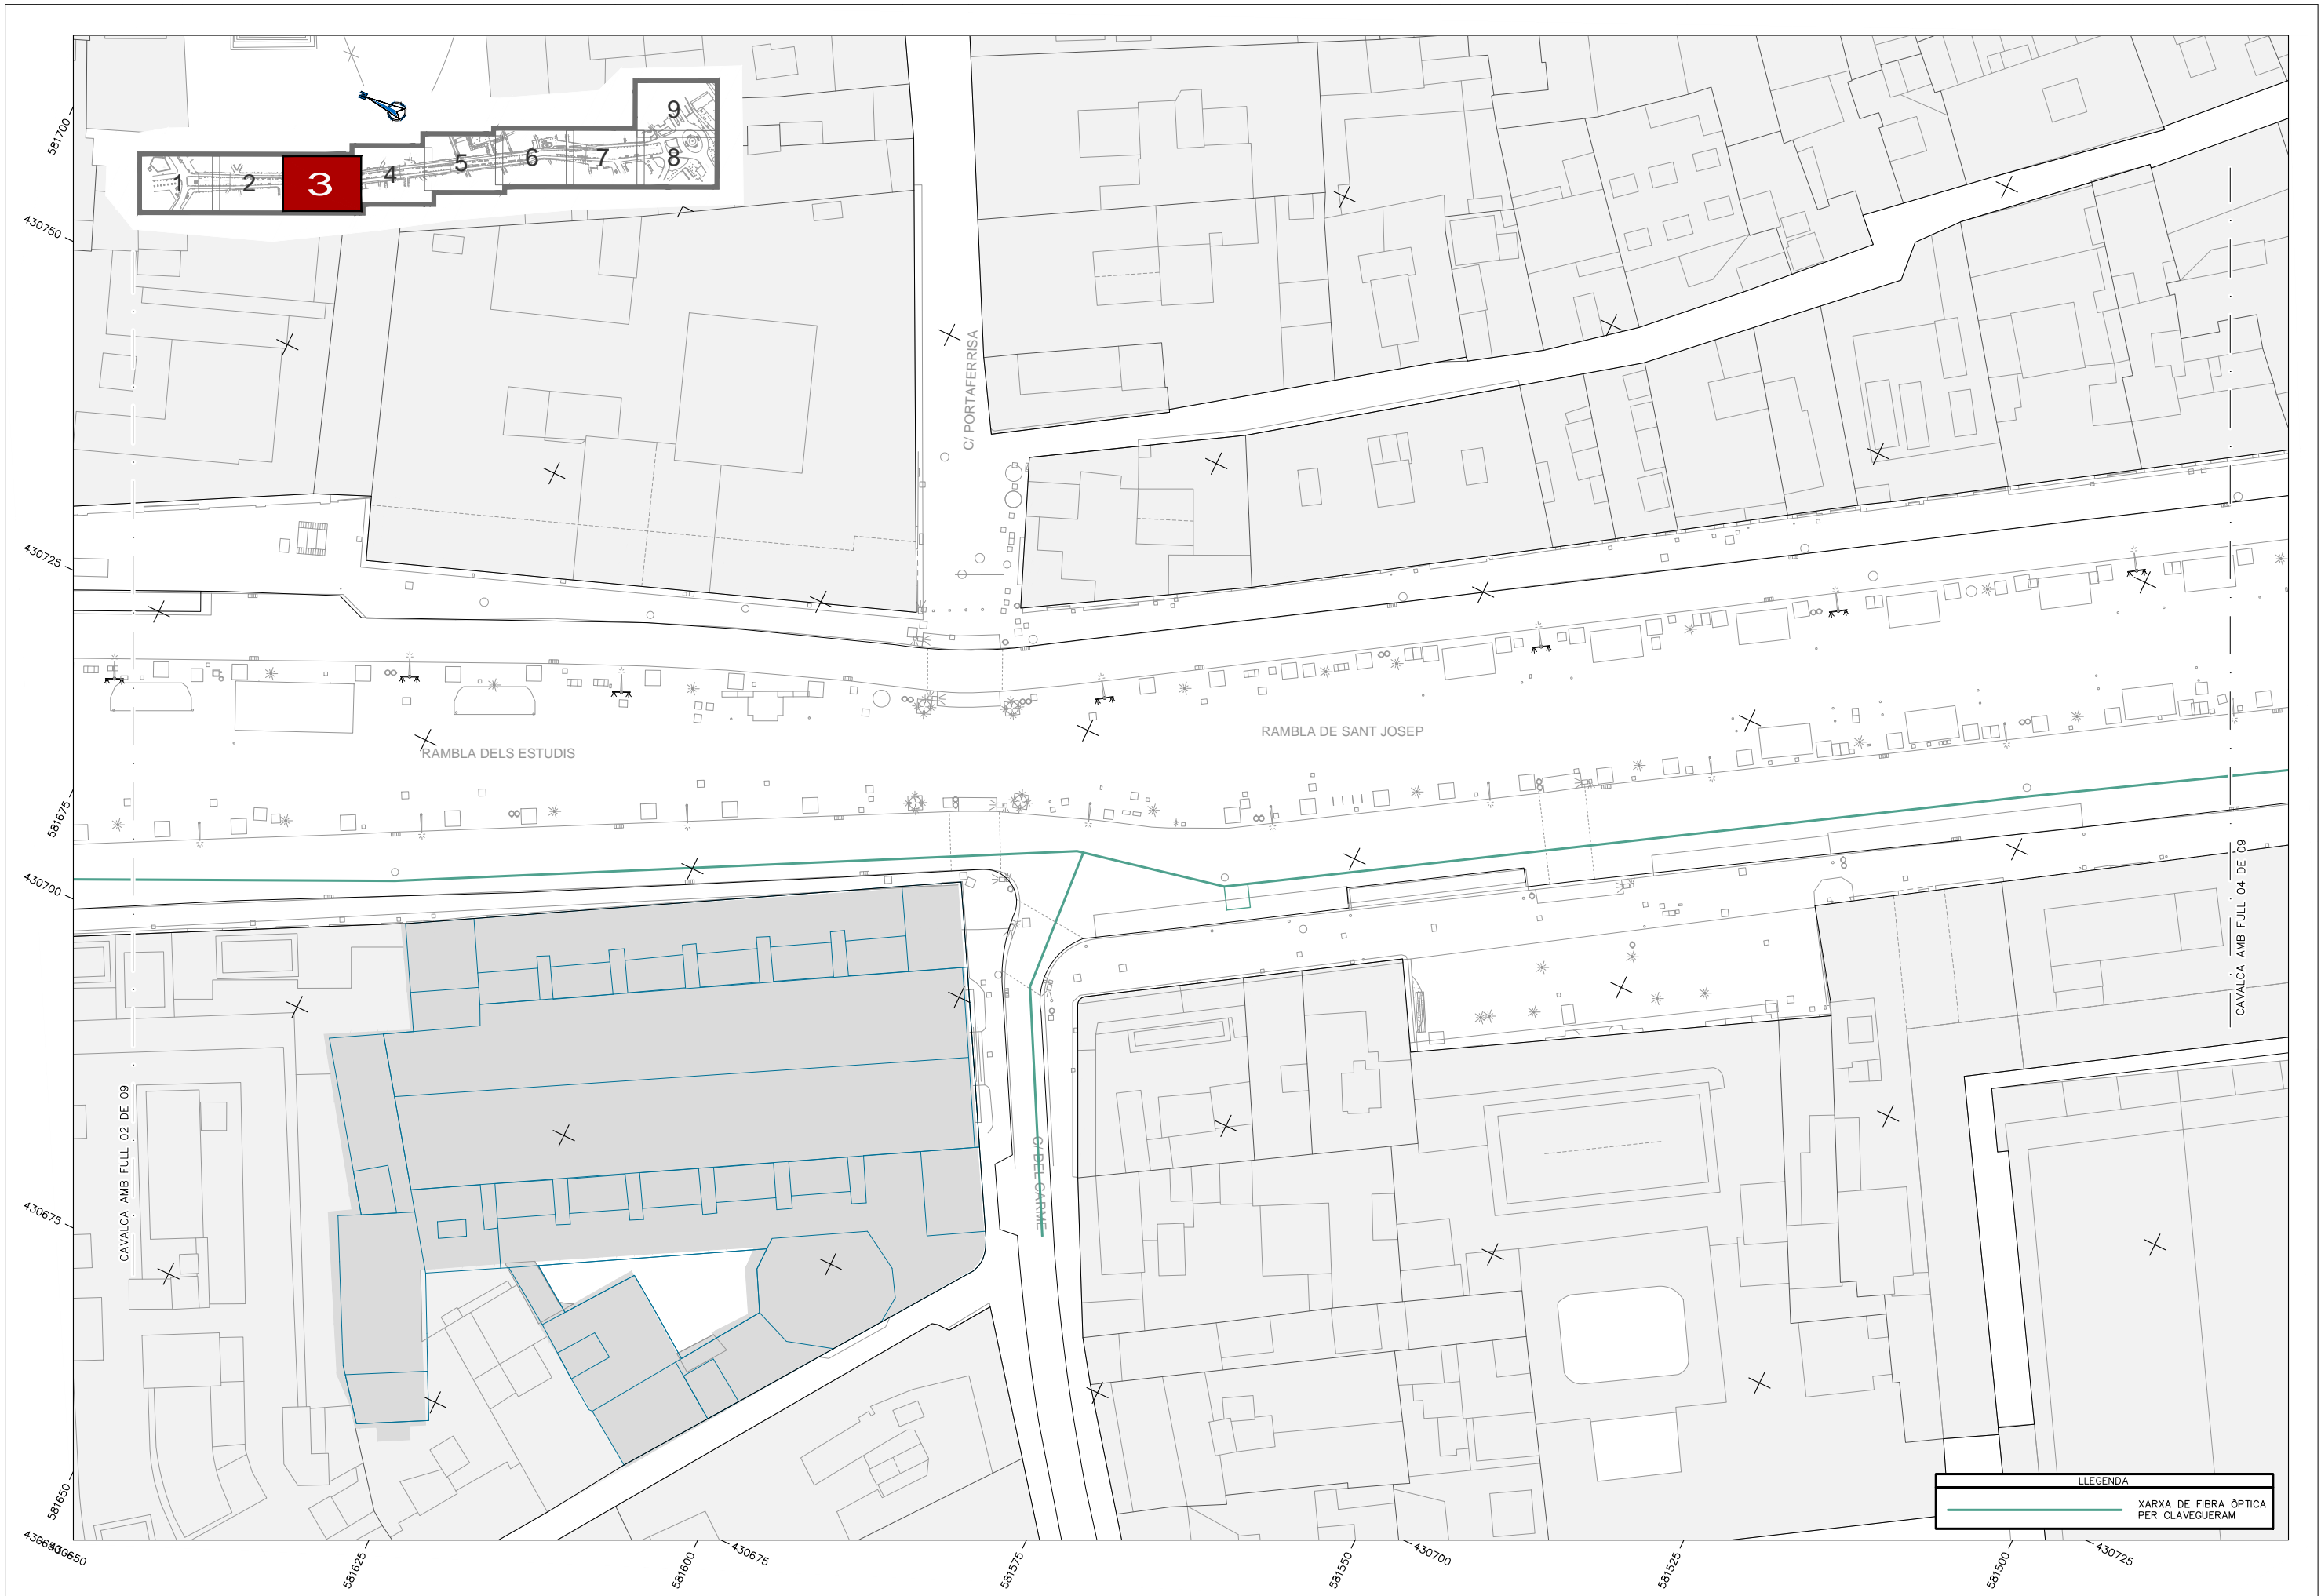 N
1
2
3
4
5
6
7
8
9
581700
430750
430725
581675
430700
430675
581650
430650
581625
581600
430675
581575
581550
430700
581525
581500
430725
C/ PORTAFERRISA
RAMBLA DELS ESTUDIS
RAMBLA DE SANT JOSEP
C/ DEL CARME
CAVALCA AMB FULL 02 DE 09
CAVALCA AMB FULL 04 DE 09
LLEGENDA
XARXA DE FIBRA ÒPTICA
PER CLAVEGUERAM